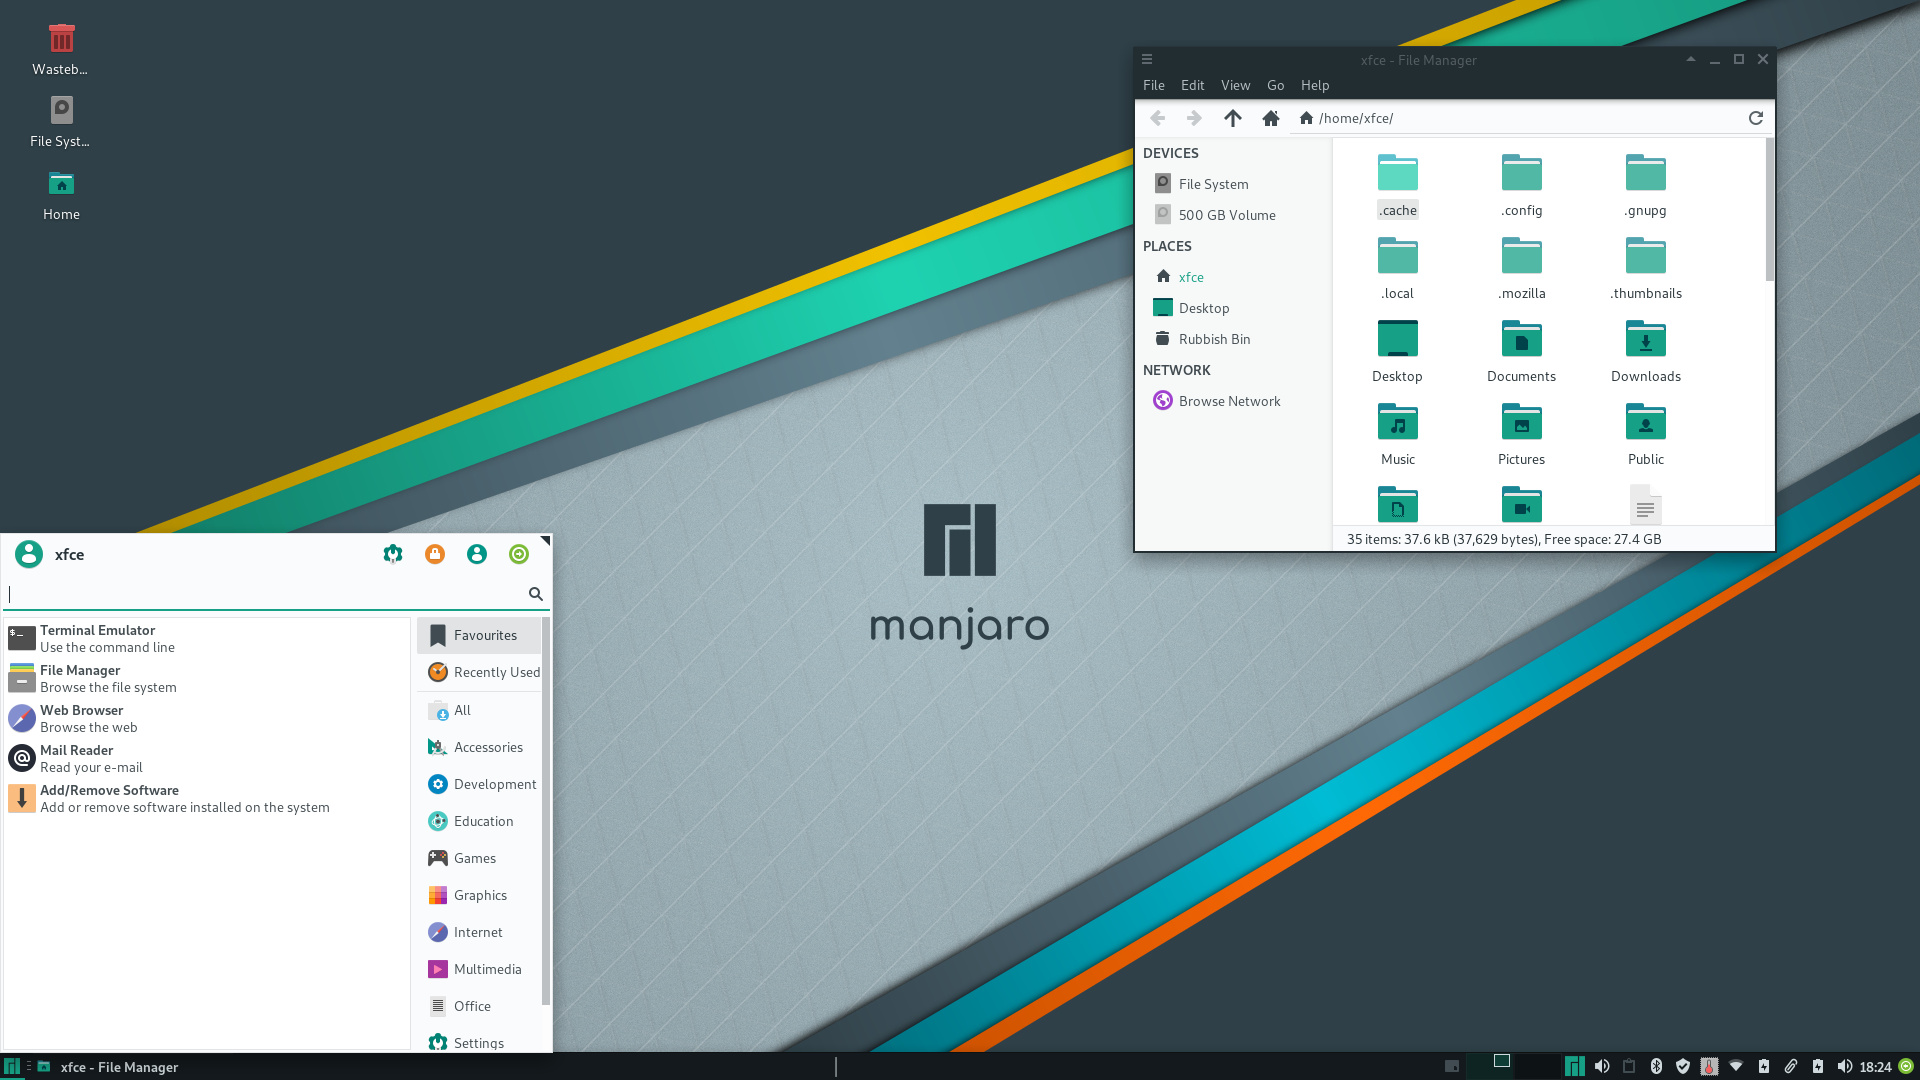 Wasteb...
File Syst...
Home
xfce - File Manager
File Edit View Go Help
/home/xfce/
DEVICES
File System
500 GB Volume
PLACES
xfce
Desktop
Rubbish Bin
NETWORK
Browse Network
.cache .config .gnupg
.local .mozilla .thumbnails
Desktop Documents Downloads
Music Pictures Public
35 items: 37.6 kB (37,629 bytes), Free space: 27.4 GB
manjaro
xfce
Terminal Emulator
Use the command line
File Manager
Browse the file system
Web Browser
Browse the web
Mail Reader
Read your e-mail
Add/Remove Software
Add or remove software installed on the system
Favourites
Recently Used
All
Accessories
Development
Education
Games
Graphics
Internet
Multimedia
Office
Settings
xfce - File Manager
18:24